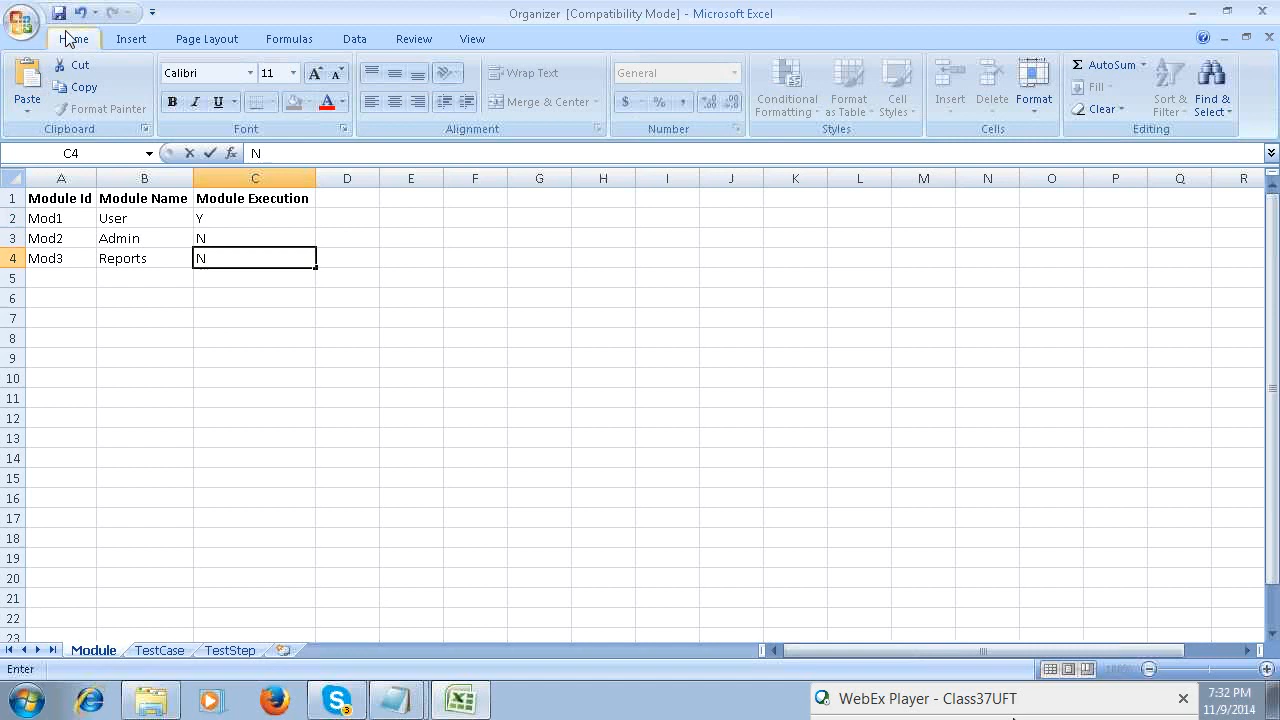 Organizer [Compatibility Mode] - Microsoft Excel
Insert Page Layout Formulas Data Review View
Paste
Cut
Copy
Format Painter
Clipboard
Calibri 11
B I U
Font
Wrap Text
Merge & Center
Alignment
General
$ % ,
Number
Conditional Formatting
Format as Table
Cell Styles
Styles
Insert Delete Format
Cells
Σ AutoSum
Fill
Clear
Sort & Filter
Find & Select
Editing
C4 fx N
A B C D E F G H I J K L M N O P Q R
1 Module Id Module Name Module Execution
2 Mod1 User Y
3 Mod2 Admin N
4 Mod3 Reports N
5
6
7
8
9
10
11
12
13
14
15
16
17
18
19
20
21
22
23
Module TestCase TestStep
Enter 100%
3
WebEx Player - Class37UFT
7:32 PM
11/9/2014